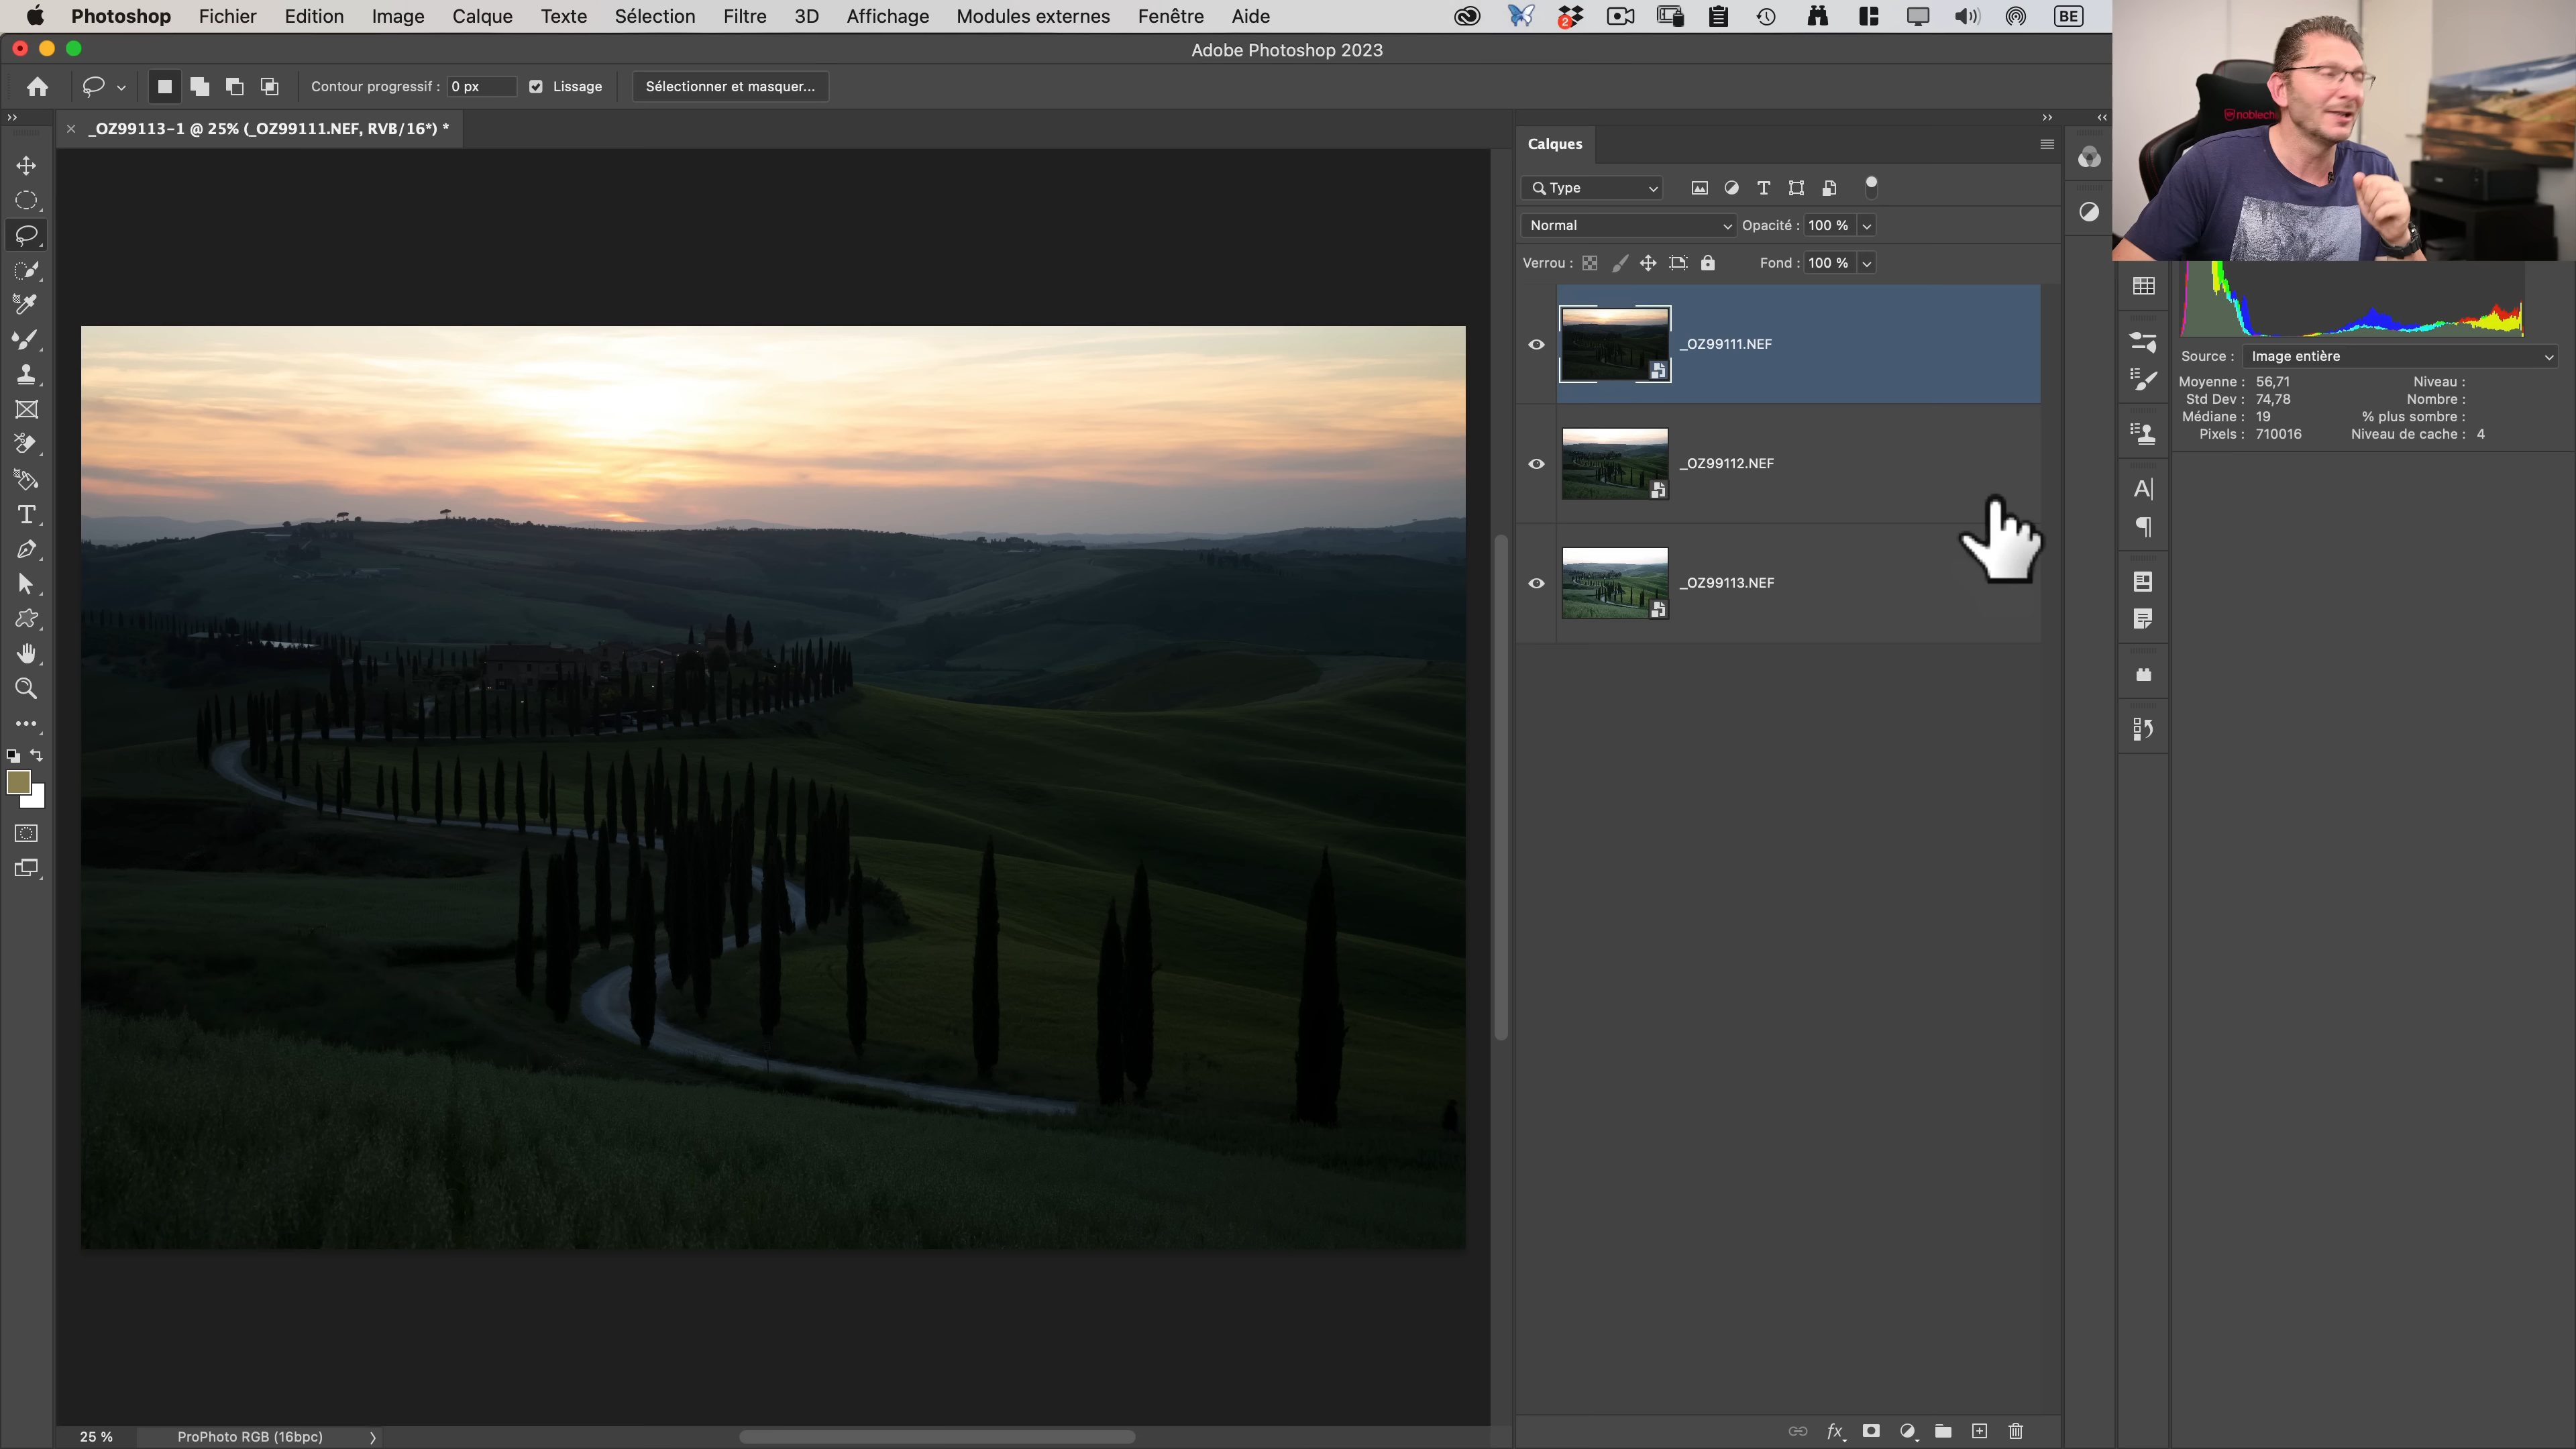 Photoshop Fichier Edition Image Calque Texte Sélection Filtre 3D Affichage Modules externes Fenêtre Aide 2 BE
Adobe Photoshop 2023
Contour progressif : 0 px Lissage Sélectionner et masquer...
_OZ99113-1 @ 25% (_OZ99111.NEF, RVB/16*) *
Calques
Type
Normal Opacité : 100 %
Verrou : Fond : 100 %
_OZ99111.NEF
_OZ99112.NEF
_OZ99113.NEF
Source : Image entière
Moyenne : 56,71 Niveau :
Std Dev : 74,78 Nombre :
Médiane : 19 % plus sombre :
Pixels : 710016 Niveau de cache : 4
25 % ProPhoto RGB (16bpc)
fx